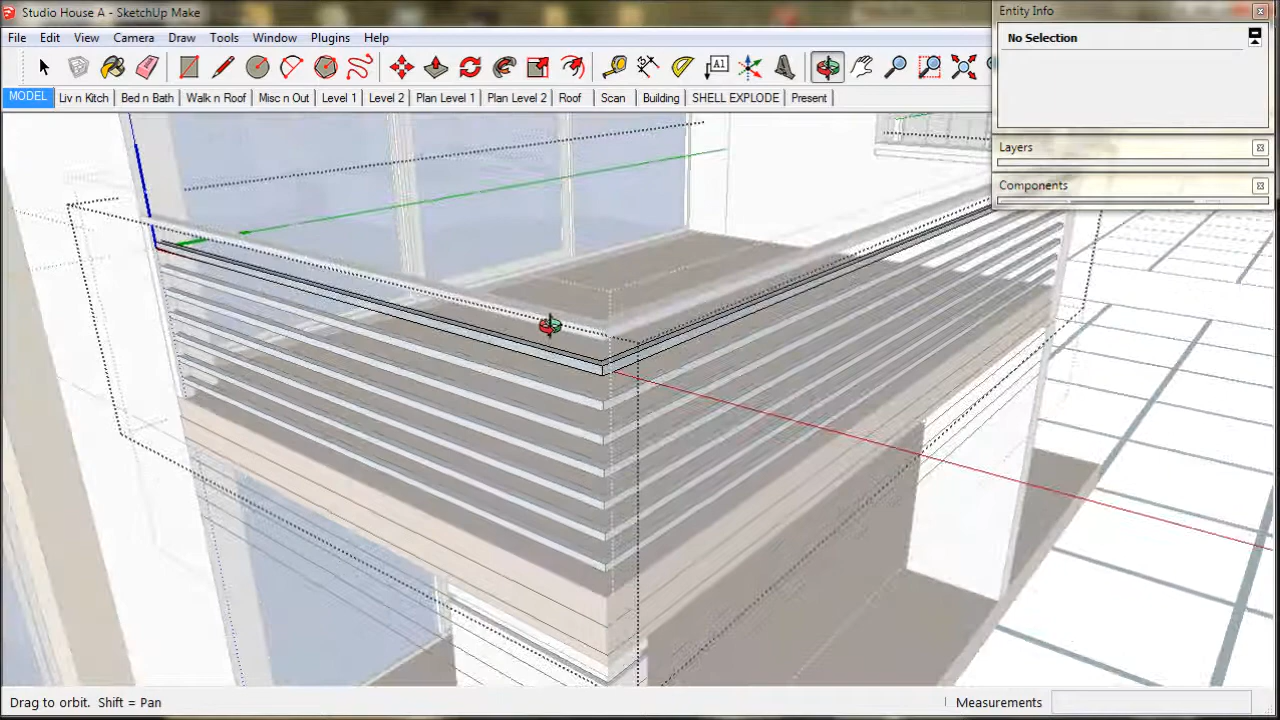 Studio House A - SketchUp Make
File Edit View Camera Draw Tools Window Plugins Help
A1
MODEL Liv n Kitch Bed n Bath Walk n Roof Misc n Out Level 1 Level 2 Plan Level 1 Plan Level 2 Roof Scan Building SHELL EXPLODE Present
Entity Info
No Selection
Layers
Components
Drag to orbit. Shift = Pan
Measurements